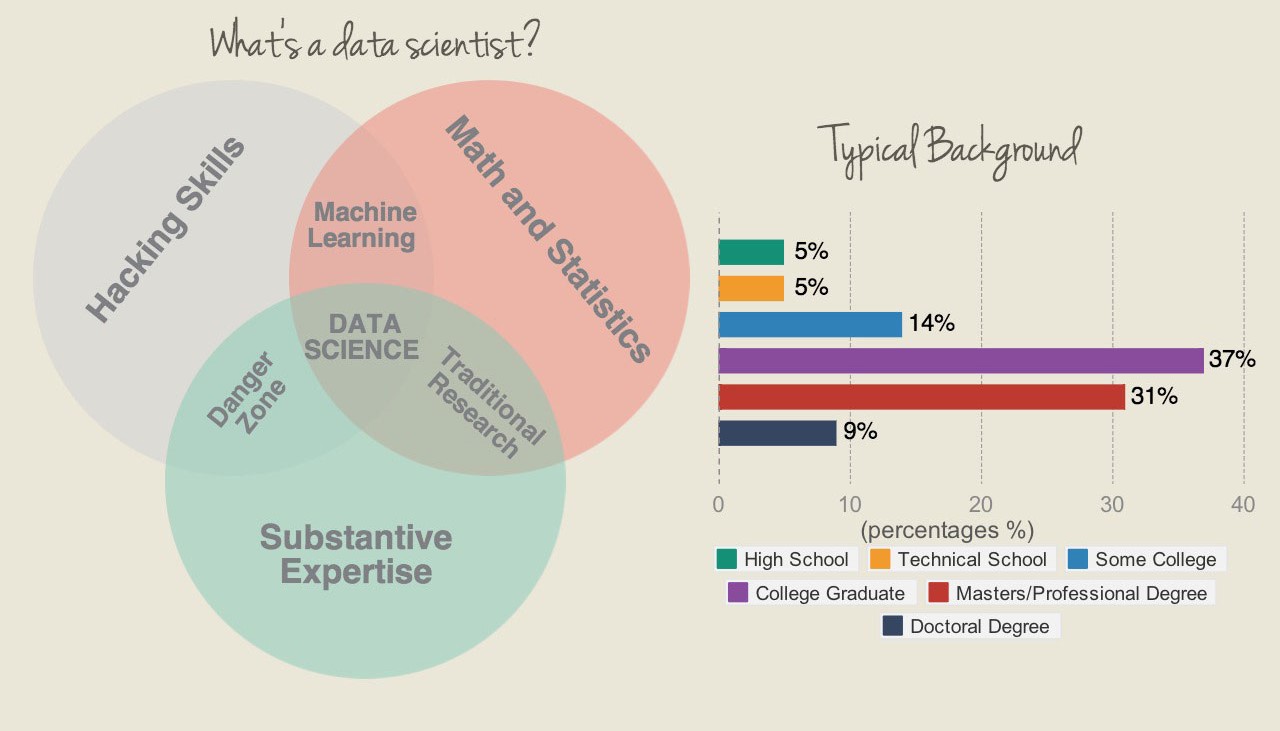 What's a data scientist?
Hacking Skills
Math and Statistics
Machine
Learning
DATA
SCIENCE
Danger
Zone
Traditional
Research
Substantive
Expertise
Typical Background
5%
5%
14%
37%
31%
9%
0 10 20 30 40
(percentages %)
High School Technical School Some College
College Graduate Masters/Professional Degree
Doctoral Degree